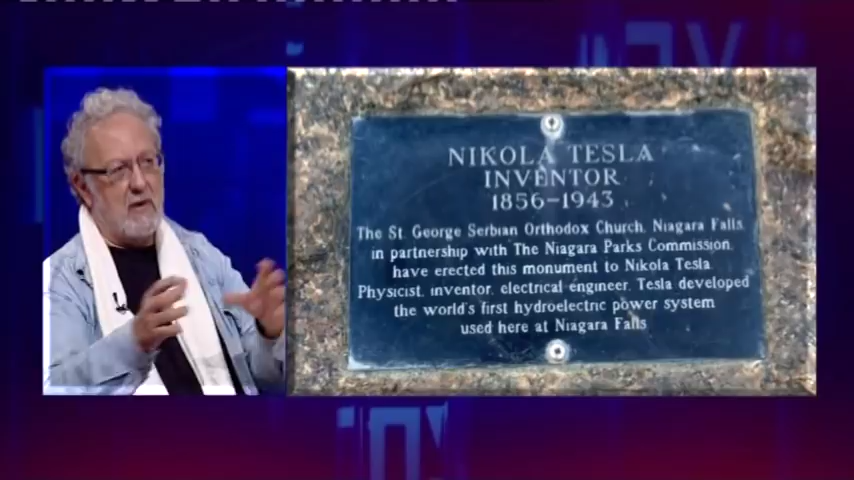 NIKOLA TESLA
INVENTOR
1856-1943
The St. George Serbian Orthodox Church, Niagara Falls,
in partnership with The Niagara Parks Commission,
have erected this monument to Nikola Tesla.
Physicist, inventor, electrical engineer, Tesla developed
the world's first hydroelectric power system
used here at Niagara Falls